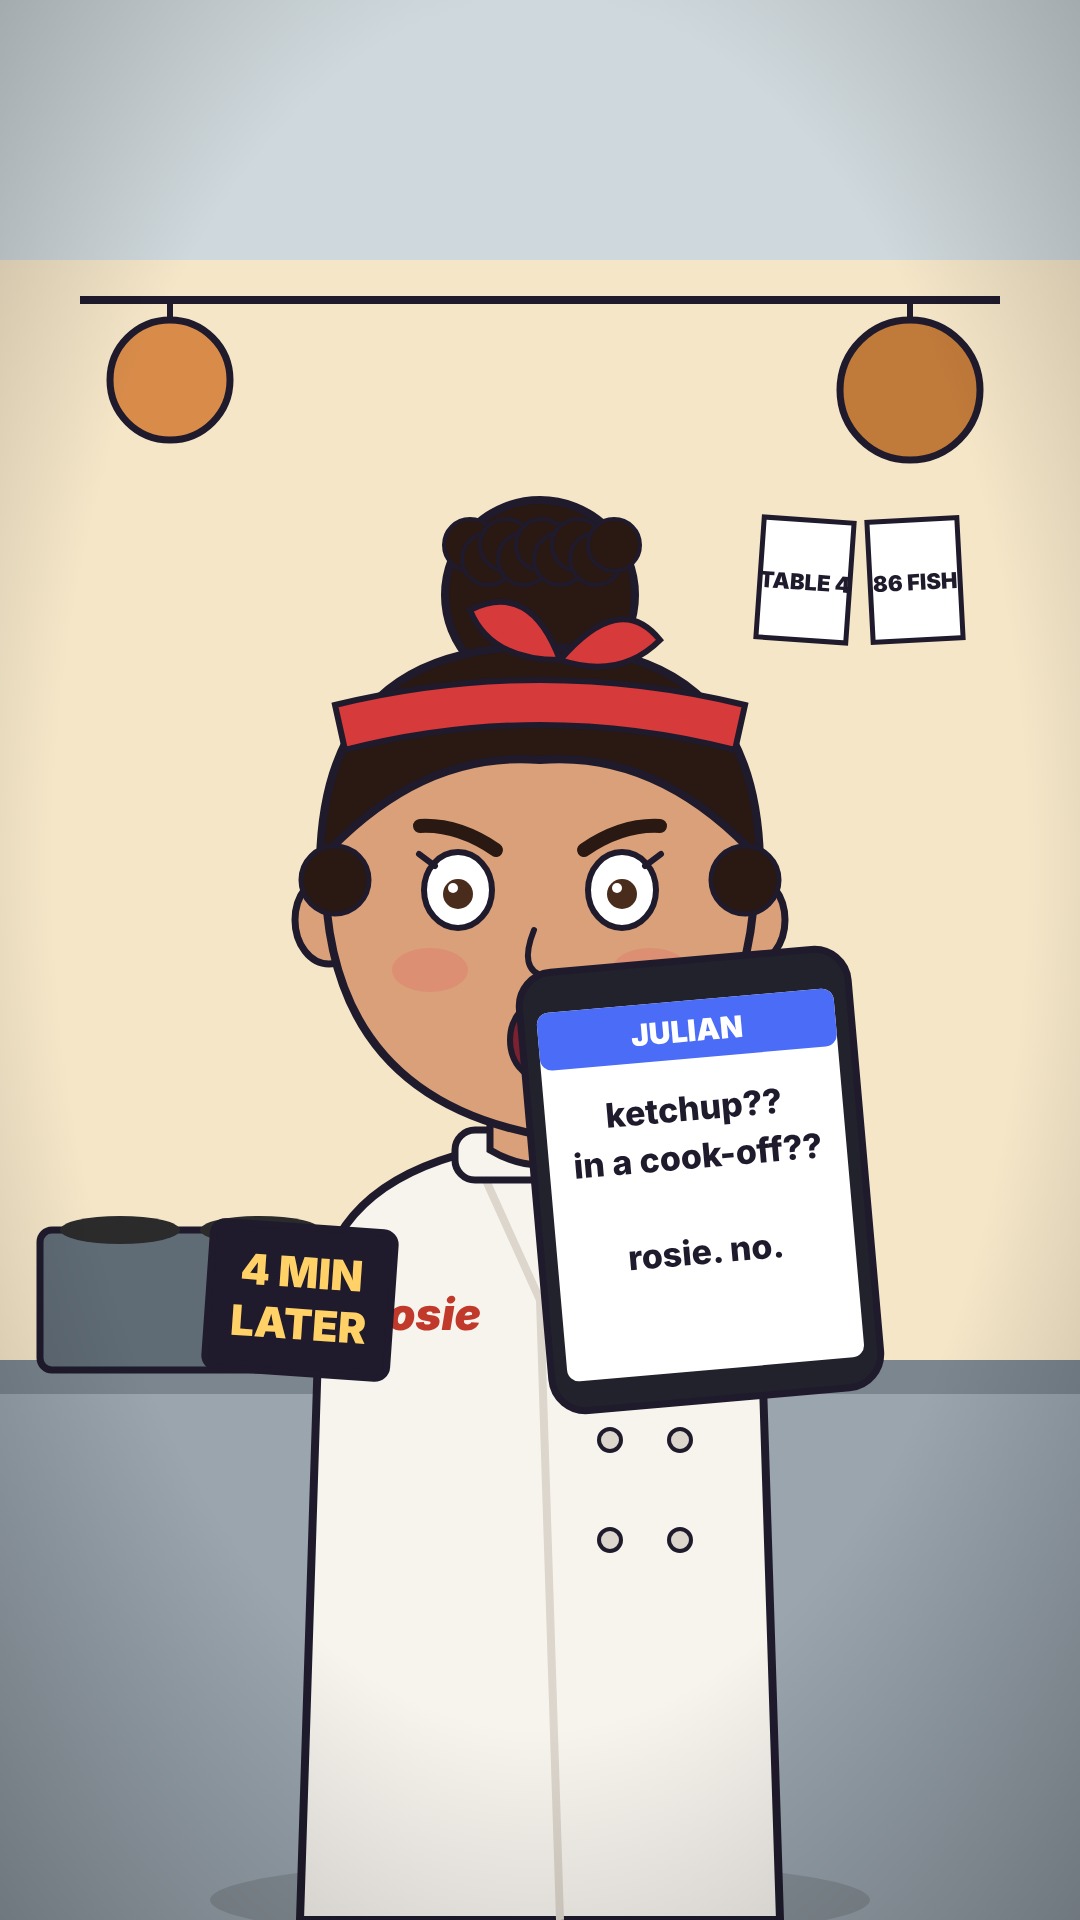 TABLE 4
86 FISH
JULIAN
ketchup??
in a cook-off??
rosie. no.
4 MIN
LATER
osie